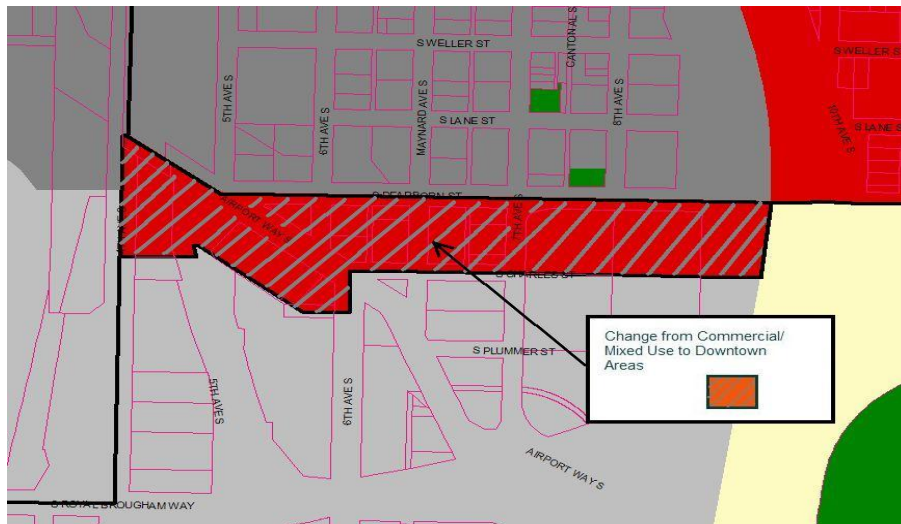 S WELLER ST
CANTON AL S
S WELLER ST
5TH AVE S
6TH AVE S
MAYNARD AVE S
8TH AVE S
10TH AVE S
S LANE ST
S LANE ST
S DEARBORN ST
AIRPORT WAY S
7TH AVE S
S CHARLES ST
Change from Commercial/
Mixed Use to Downtown
Areas
S PLUMMER ST
5TH AVE S
6TH AVE S
AIRPORT WAY S
S ROYAL BROUGHAM WAY